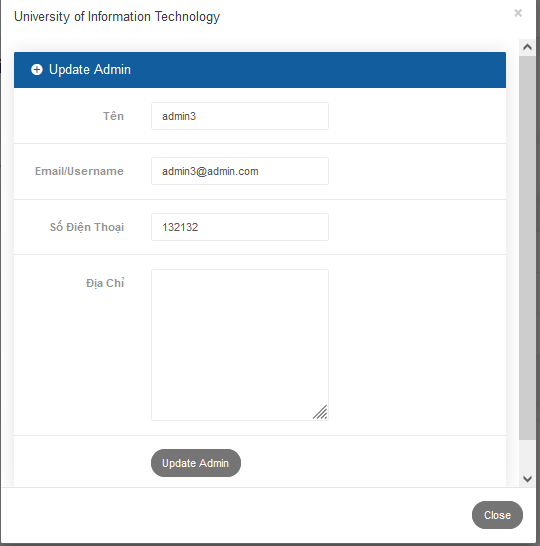 University of Information Technology
×
Update Admin
Tên
admin3
Email/Username
admin3@admin.com
Số Điện Thoại
132132
Địa Chỉ
Update Admin
Close